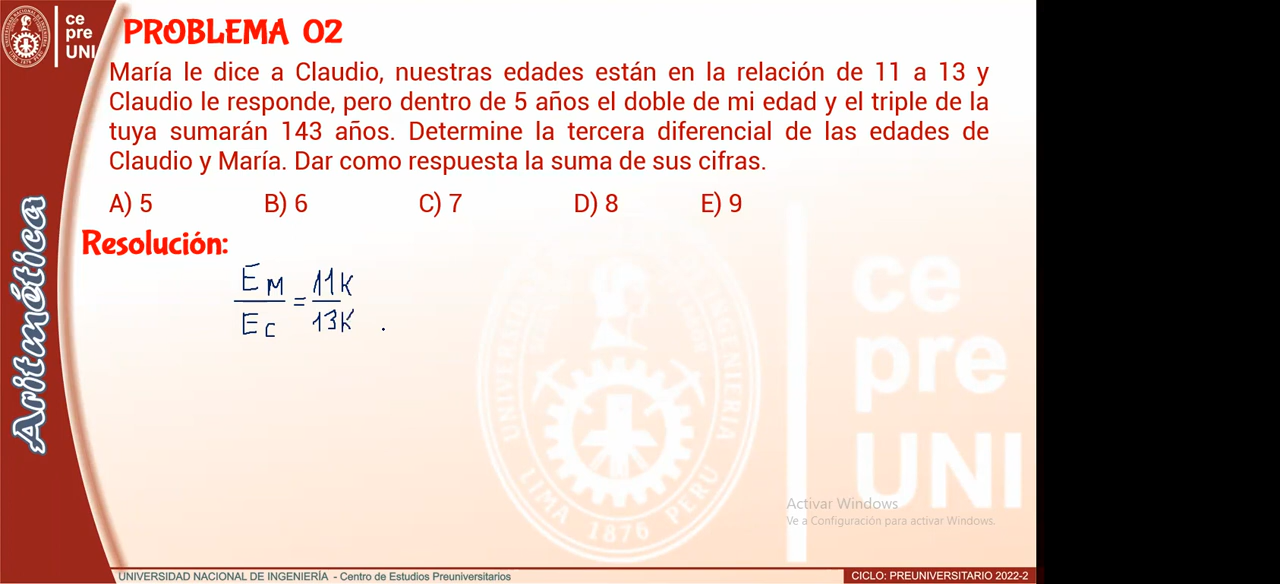 ce
pre
UNI
PROBLEMA 02
María le dice a Claudio, nuestras edades están en la relación de 11 a 13 y
Claudio le responde, pero dentro de 5 años el doble de mi edad y el triple de la
tuya sumarán 143 años. Determine la tercera diferencial de las edades de
Claudio y María. Dar como respuesta la suma de sus cifras.
A) 5 B) 6 C) 7 D) 8 E) 9
Resolución:
E M / E C = 11K / 13K .
Aritmética
ce
pre
UNI
LIMA 1876 PERU
Activar Windows
Ve a Configuración para activar Windows.
UNIVERSIDAD NACIONAL DE INGENIERÍA - Centro de Estudios Preuniversitarios
CICLO: PREUNIVERSITARIO 2022-2